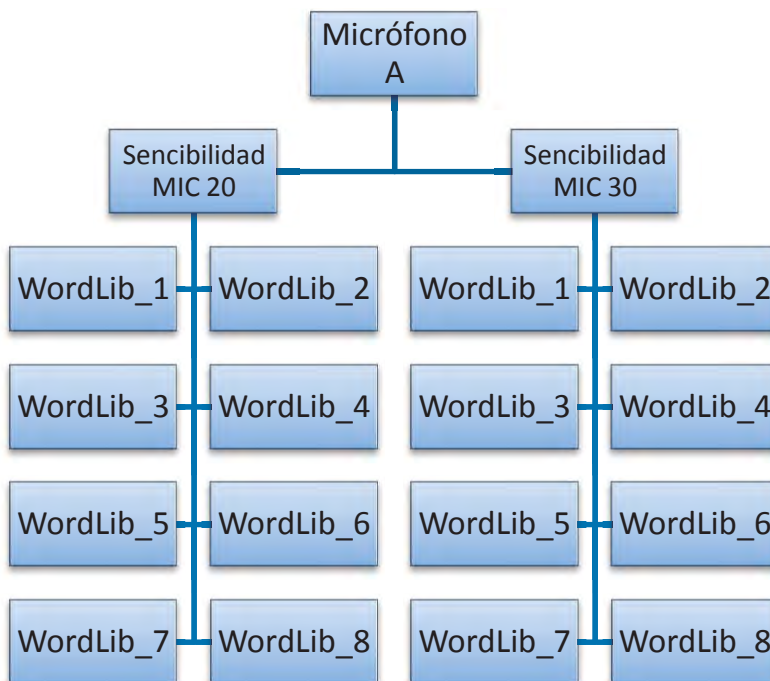 Micrófono
A
Sencibilidad
MIC 20
Sencibilidad
MIC 30
WordLib_1
WordLib_2
WordLib_1
WordLib_2
WordLib_3
WordLib_4
WordLib_3
WordLib_4
WordLib_5
WordLib_6
WordLib_5
WordLib_6
WordLib_7
WordLib_8
WordLib_7
WordLib_8